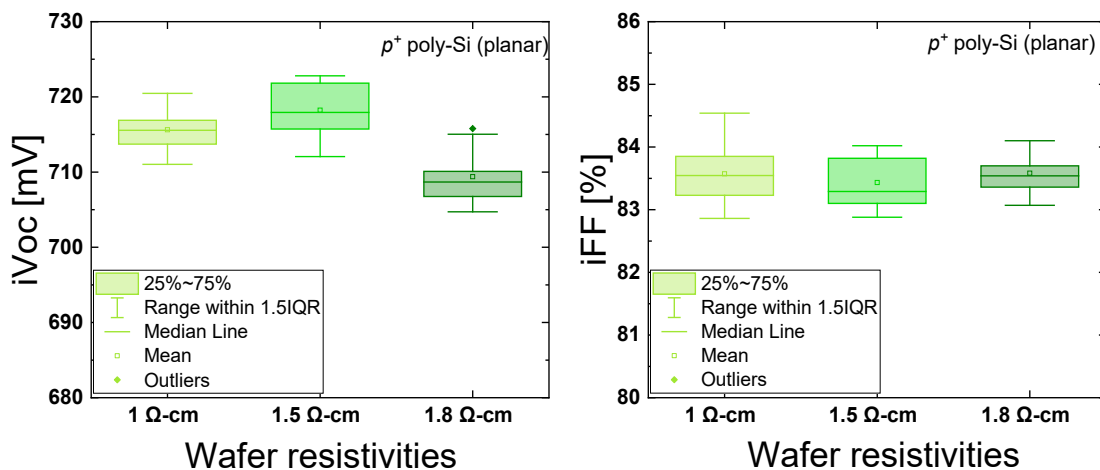 730
720
710
700
690
680
iVoc [mV]
p⁺ poly-Si (planar)
25%~75%
Range within 1.5IQR
Median Line
Mean
Outliers
1 Ω-cm 1.5 Ω-cm 1.8 Ω-cm
Wafer resistivities
86
85
84
83
82
81
80
iFF [%]
p⁺ poly-Si (planar)
25%~75%
Range within 1.5IQR
Median Line
Mean
Outliers
1 Ω-cm 1.5 Ω-cm 1.8 Ω-cm
Wafer resistivities